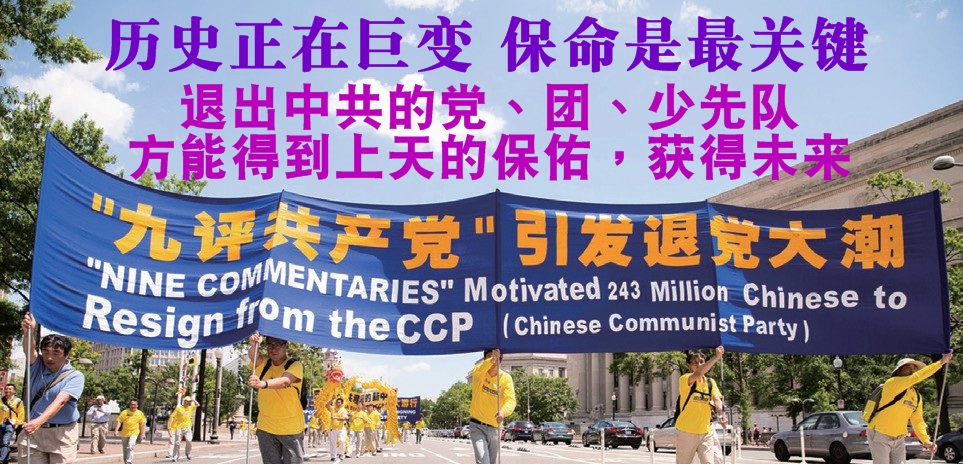 历史正在巨变 保命是最关键
退出中共的党、团、少先队
方能得到上天的保佑，获得未来
"九评共产党" 引发退党大潮
"NINE COMMENTARIES" Motivated 243 Million Chinese to
Resign from the CCP (Chinese Communist Party)